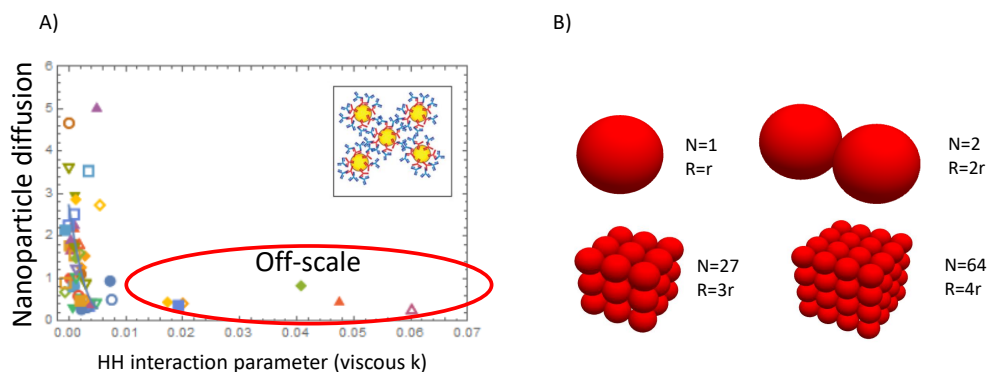 A)
B)
Nanoparticle diffusion
6
5
4
3
2
1
0
Off-scale
0.00 0.01 0.02 0.03 0.04 0.05 0.06 0.07
HH interaction parameter (viscous k)
N=1
R=r
N=2
R=2r
N=27
R=3r
N=64
R=4r